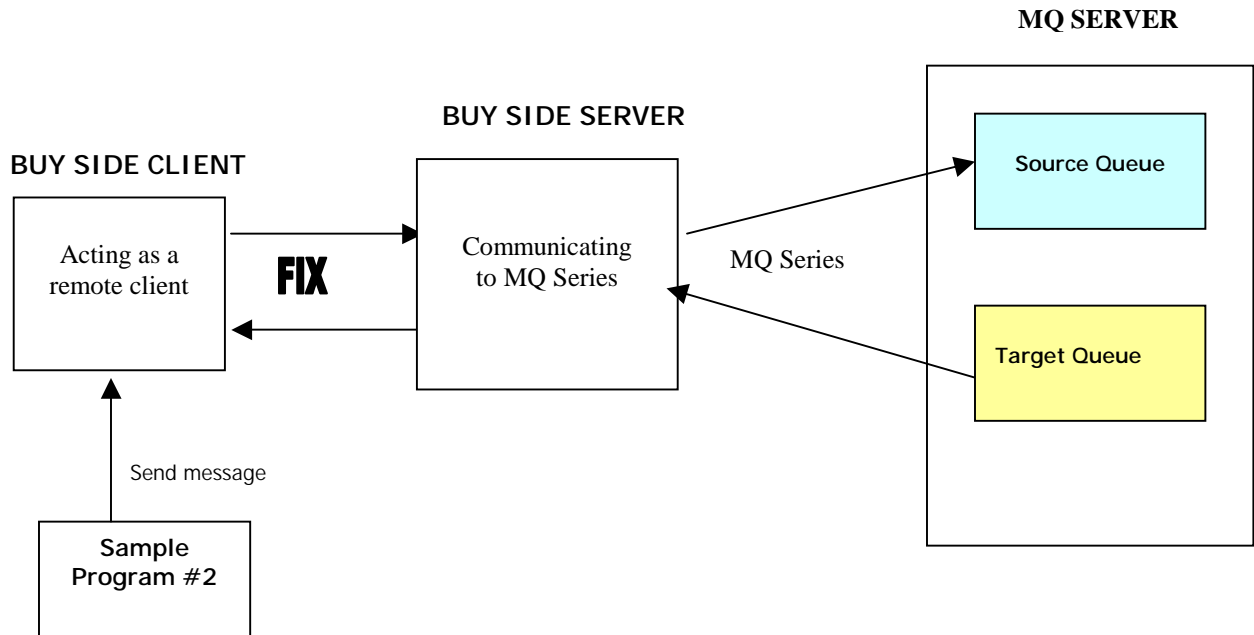 MQ SERVER
BUY SIDE SERVER
BUY SIDE CLIENT
Source Queue
Acting as a
remote client
FIX
Communicating
to MQ Series
MQ Series
Target Queue
Send message
Sample
Program #2